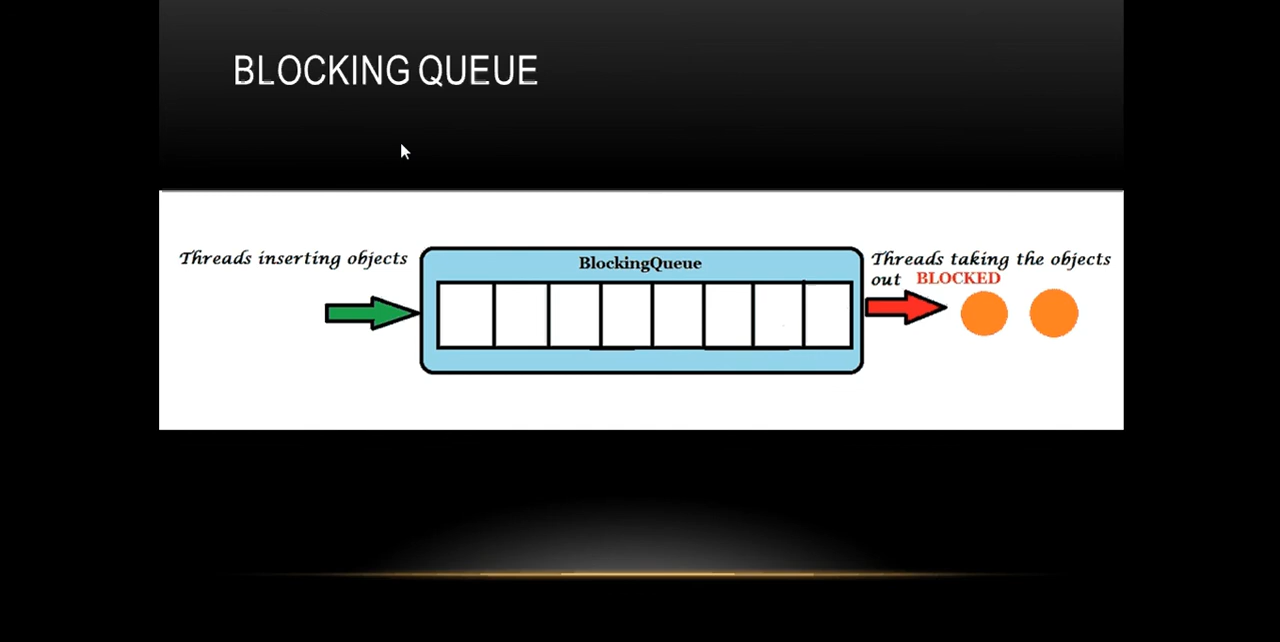 BLOCKING QUEUE
Threads inserting objects
BlockingQueue
Threads taking the objects
out BLOCKED